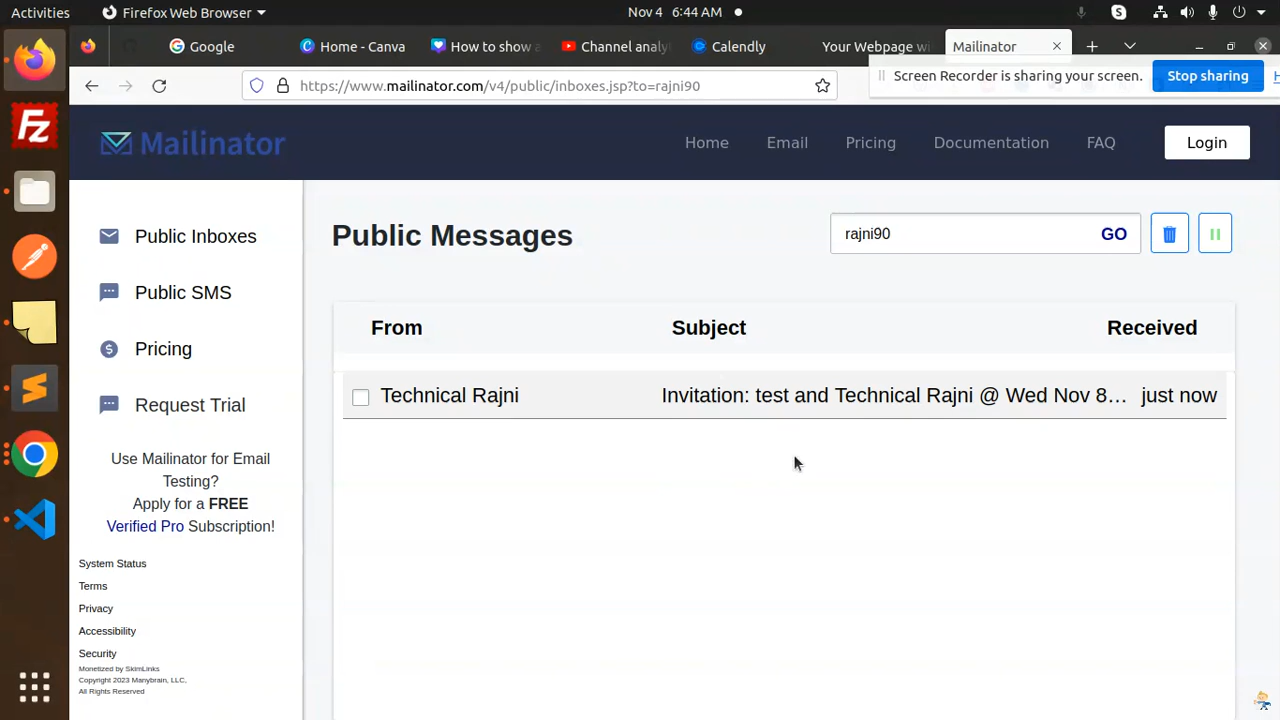 Activities
Firefox Web Browser
Nov 4 6:44 AM
Google
Home - Canva
How to show a
Channel analy
Calendly
Your Webpage wi
Mailinator
https://www.mailinator.com/v4/public/inboxes.jsp?to=rajni90
Screen Recorder is sharing your screen.
Stop sharing
Mailinator
Home
Email
Pricing
Documentation
FAQ
Login
Public Inboxes
Public SMS
Pricing
Request Trial
Use Mailinator for Email
Testing?
Apply for a FREE
Verified Pro Subscription!
System Status
Terms
Privacy
Accessibility
Security
Monetized by SkimLinks
Copyright 2023 Manybrain, LLC,
All Rights Reserved
Public Messages
rajni90
GO
From Subject Received
Technical Rajni Invitation: test and Technical Rajni @ Wed Nov 8... just now